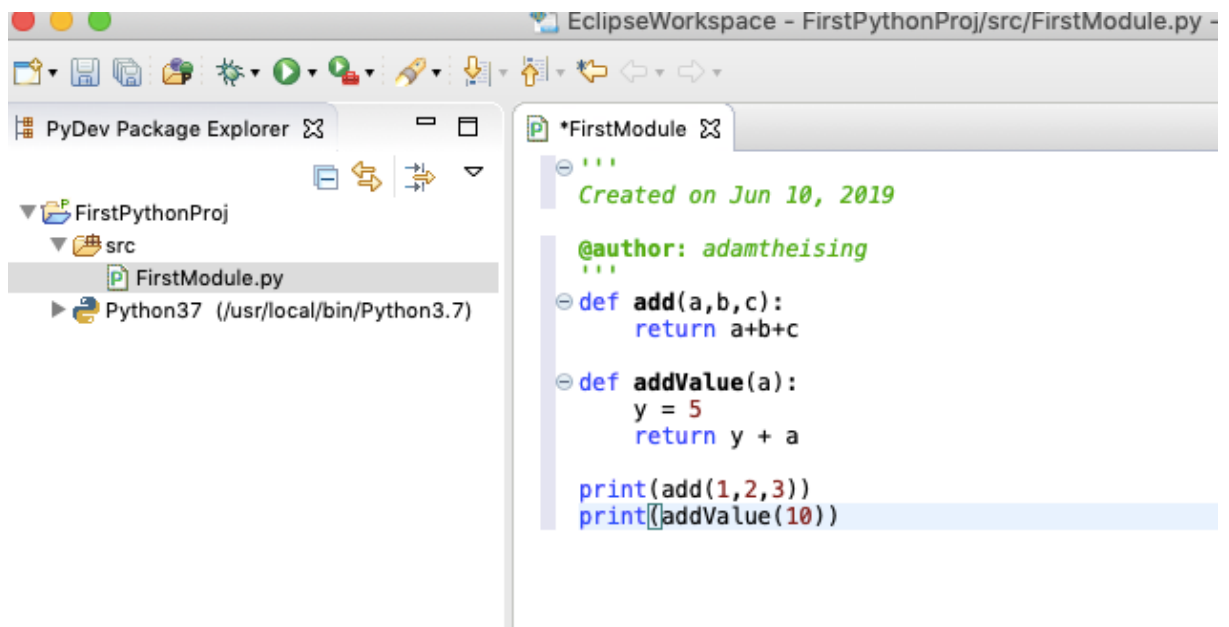 EclipseWorkspace - FirstPythonProj/src/FirstModule.py -
PyDev Package Explorer
FirstPythonProj
src
FirstModule.py
Python37 (/usr/local/bin/Python3.7)
*FirstModule
'''
Created on Jun 10, 2019
@author: adamtheising
'''
def add(a,b,c):
    return a+b+c
def addValue(a):
    y = 5
    return y + a
print(add(1,2,3))
print(addValue(10))